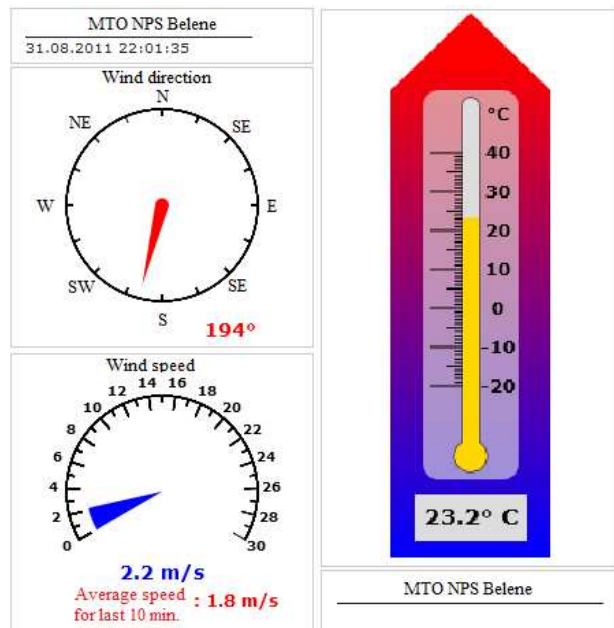 MTO NPS Belene
31.08.2011 22:01:35
Wind direction
N
NE
SE
W
E
SW
SE
S
194°
Wind speed
0
2
4
6
8
10
12
14
16
18
20
22
24
26
28
30
2.2 m/s
Average speed
for last 10 min. : 1.8 m/s
°C
40
30
20
10
0
-10
-20
23.2° C
MTO NPS Belene